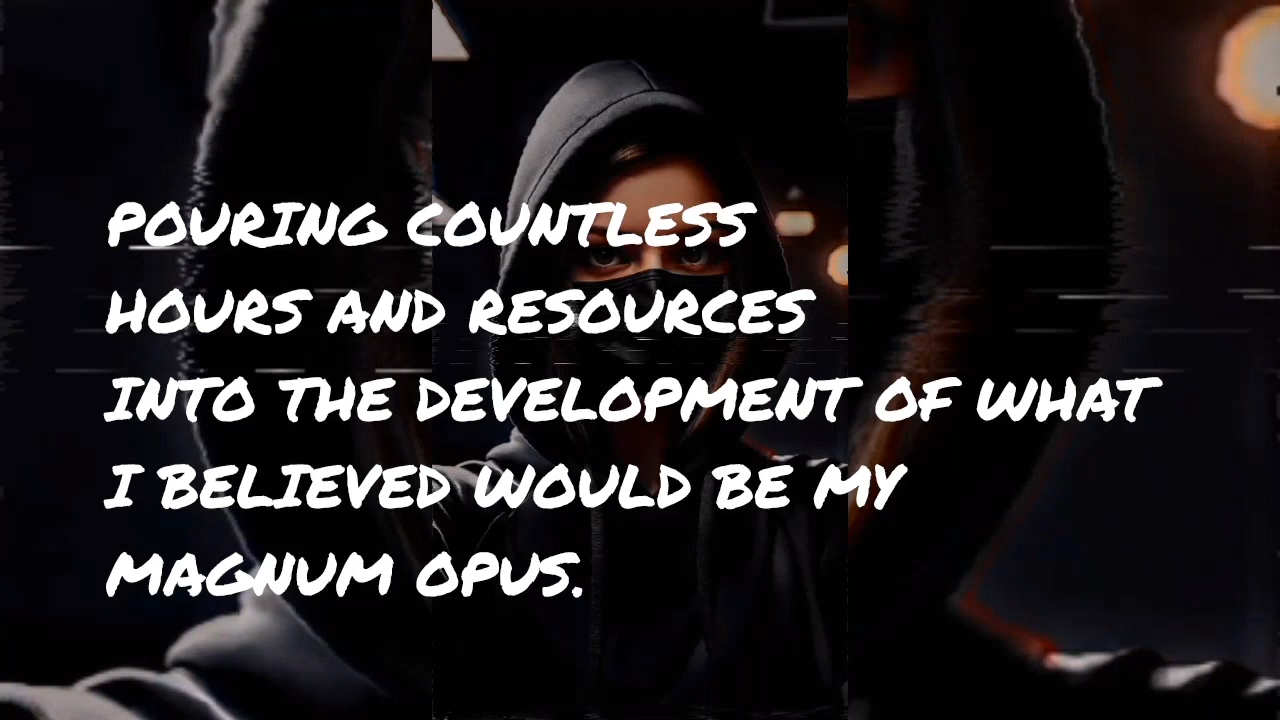 POURING COUNTLESS
HOURS AND RESOURCES
INTO THE DEVELOPMENT OF WHAT
I BELIEVED WOULD BE MY
MAGNUM OPUS.